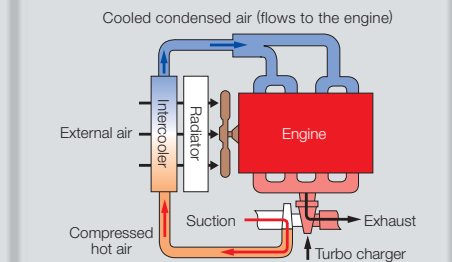 Cooled condensed air (flows to the engine)
External air
Intercooler
Radiator
Engine
Suction
Exhaust
Compressed
hot air
Turbo charger